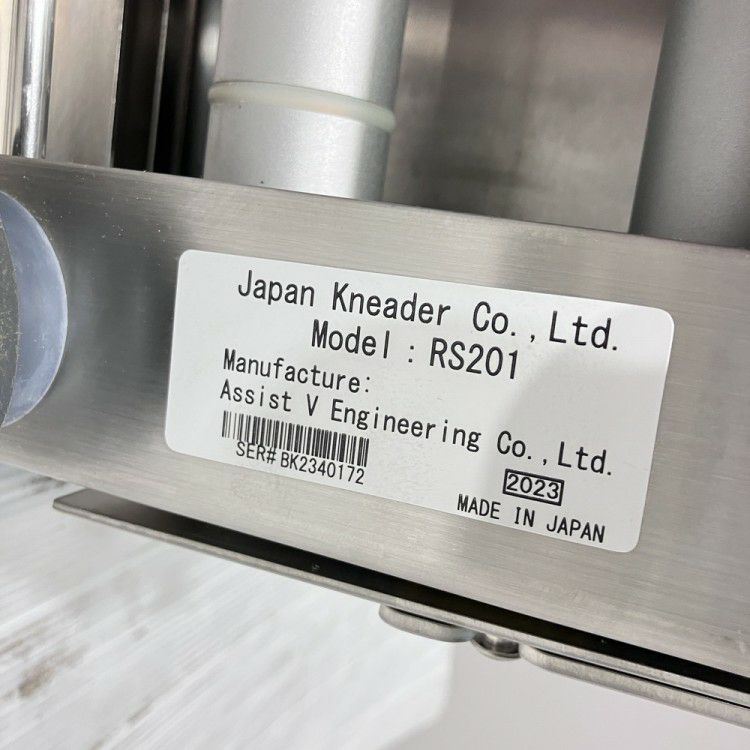 Japan Kneader Co.,Ltd.
Model : RS201
Manufacture:
Assist V Engineering Co.,Ltd.
SER# BK2340172
2023
MADE IN JAPAN